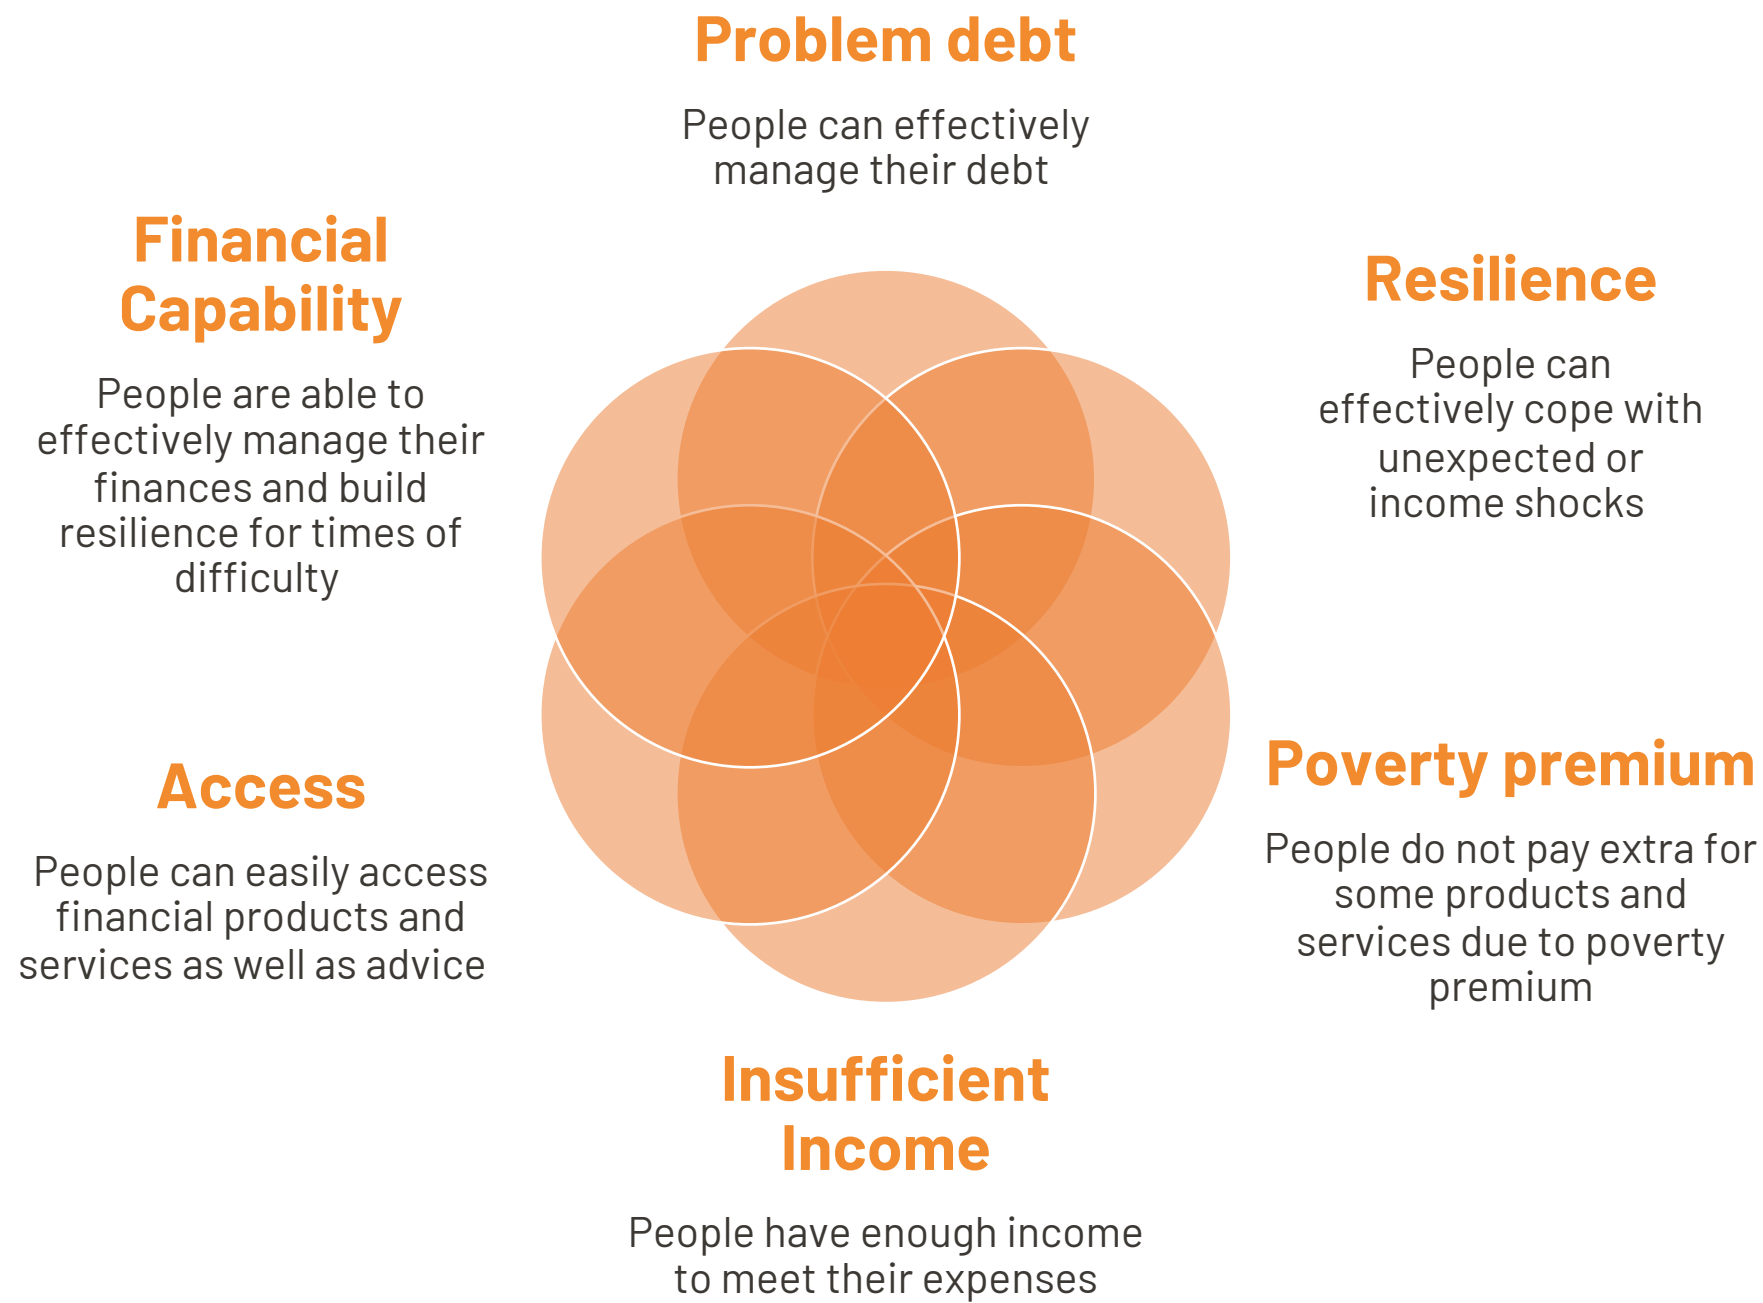 Problem debt
People can effectively
manage their debt
Financial
Capability
People are able to
effectively manage their
finances and build
resilience for times of
difficulty
Resilience
People can
effectively cope with
unexpected or
income shocks
Access
People can easily access
financial products and
services as well as advice
Poverty premium
People do not pay extra for
some products and
services due to poverty
premium
Insufficient
Income
People have enough income
to meet their expenses